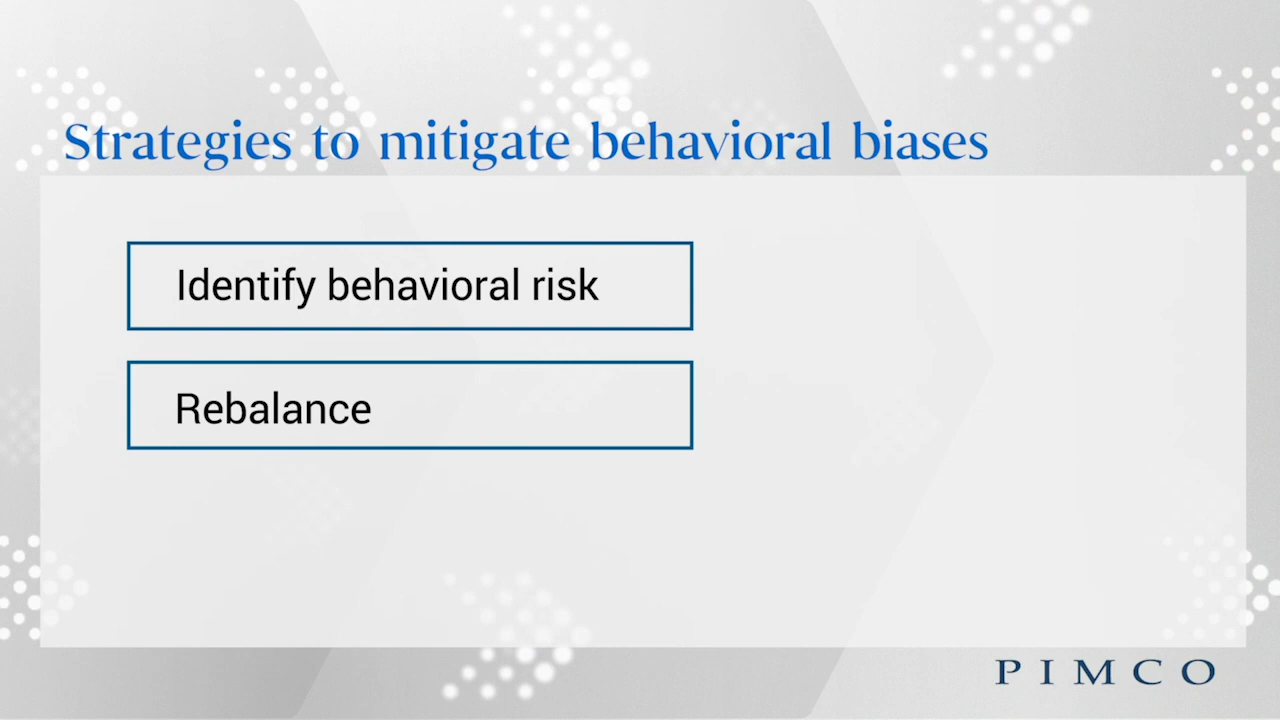 Strategies to mitigate behavioral biases
Identify behavioral risk
Rebalance
PIMCO